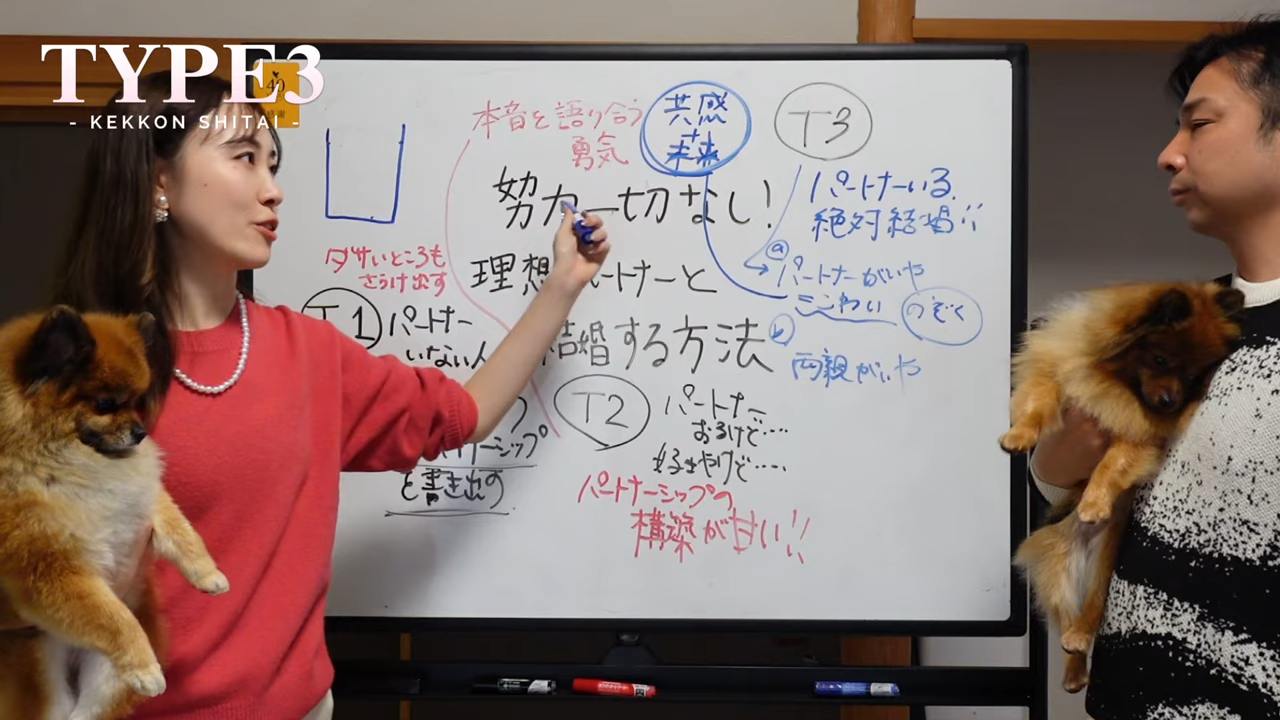 TYPE3
- KEKKON SHITAI -
本音を語り合う
勇気
共感
+
未来
T3
努力一切なし!
パートナーいる
絶対結婚!!
ダサいところも
さらけ出す
理想パートナーと
結婚する方法
ⓐ
パートナーがいや
こわい
のぞく
ⓑ
両親がいや
T1
パートナー
いない人
を書き出す
T2
パートナー
おるけど....
好きやけど....
パートナーシップの
構築が甘い!!